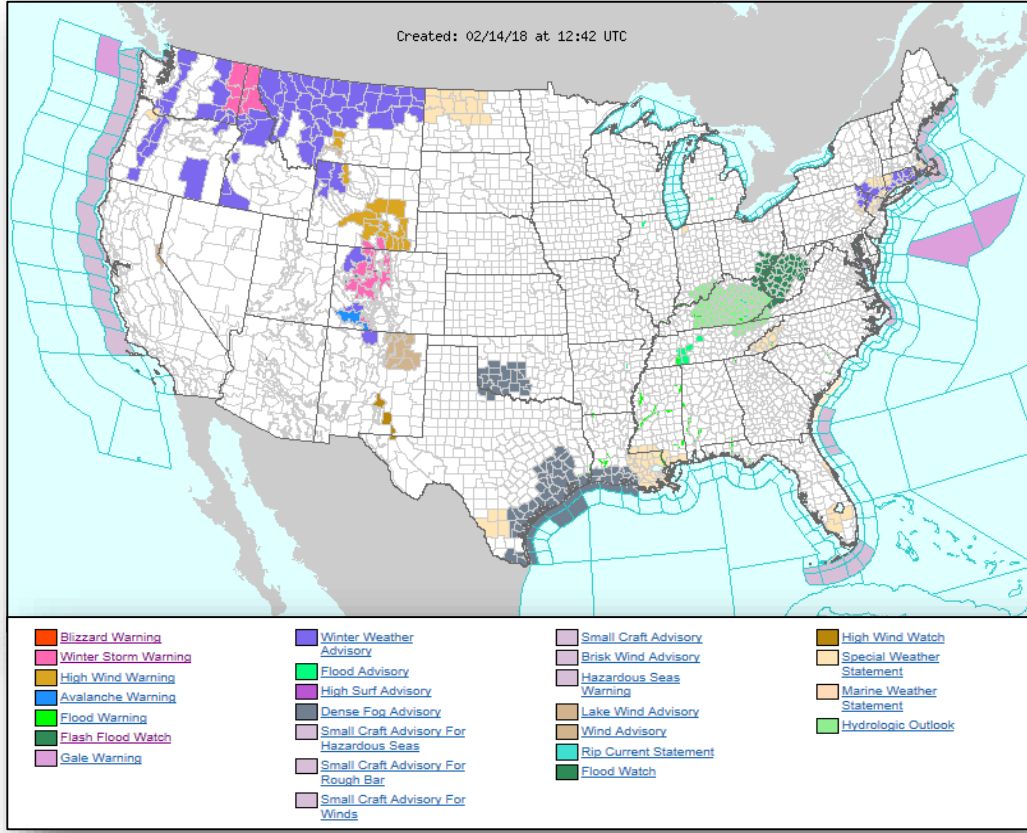 Created: 02/14/18 at 12:42 UTC
Blizzard Warning
Winter Storm Warning
High Wind Warning
Avalanche Warning
Flood Warning
Flash Flood Watch
Gale Warning
Winter Weather
Advisory
Flood Advisory
High Surf Advisory
Dense Fog Advisory
Small Craft Advisory For
Hazardous Seas
Small Craft Advisory For
Rough Bar
Small Craft Advisory For
Winds
Small Craft Advisory
Brisk Wind Advisory
Hazardous Seas
Warning
Lake Wind Advisory
Wind Advisory
Rip Current Statement
Flood Watch
High Wind Watch
Special Weather
Statement
Marine Weather
Statement
Hydrologic Outlook